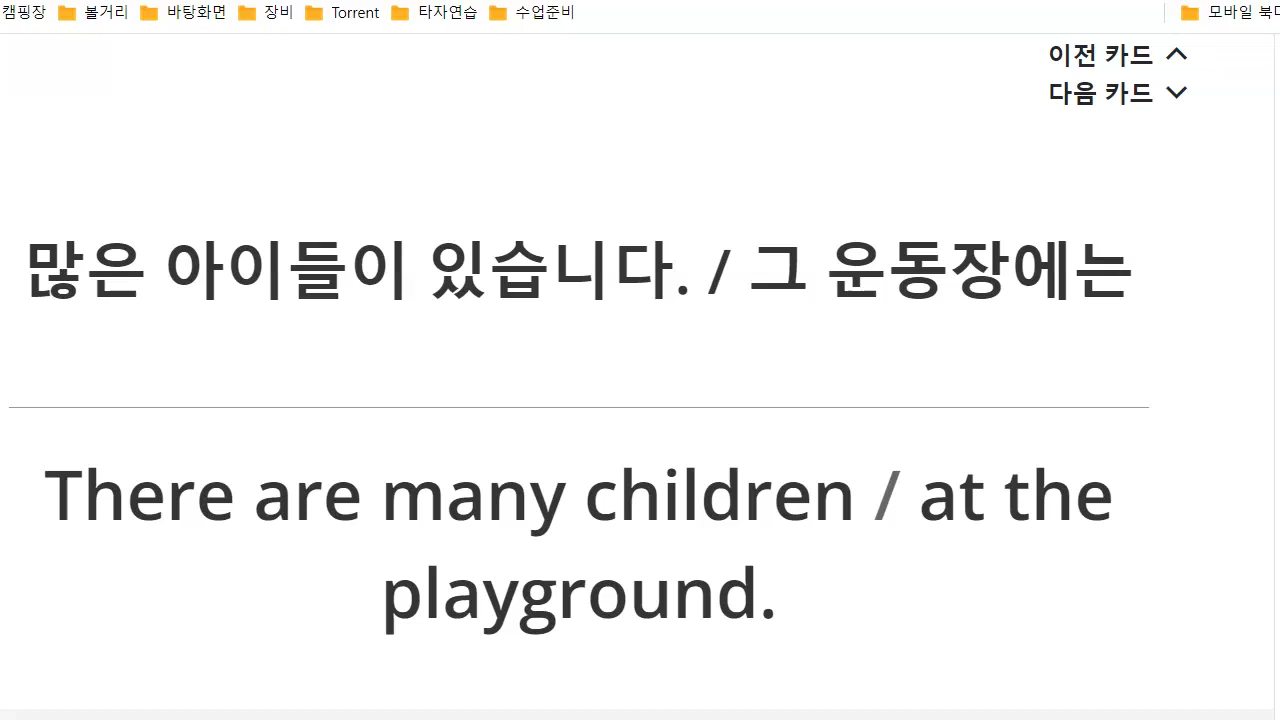 캠핑장 볼거리 바탕화면 장비 Torrent 타자연습 수업준비 모바일
이전 카드
다음 카드
많은 아이들이 있습니다. / 그 운동장에는
There are many children / at the
playground.